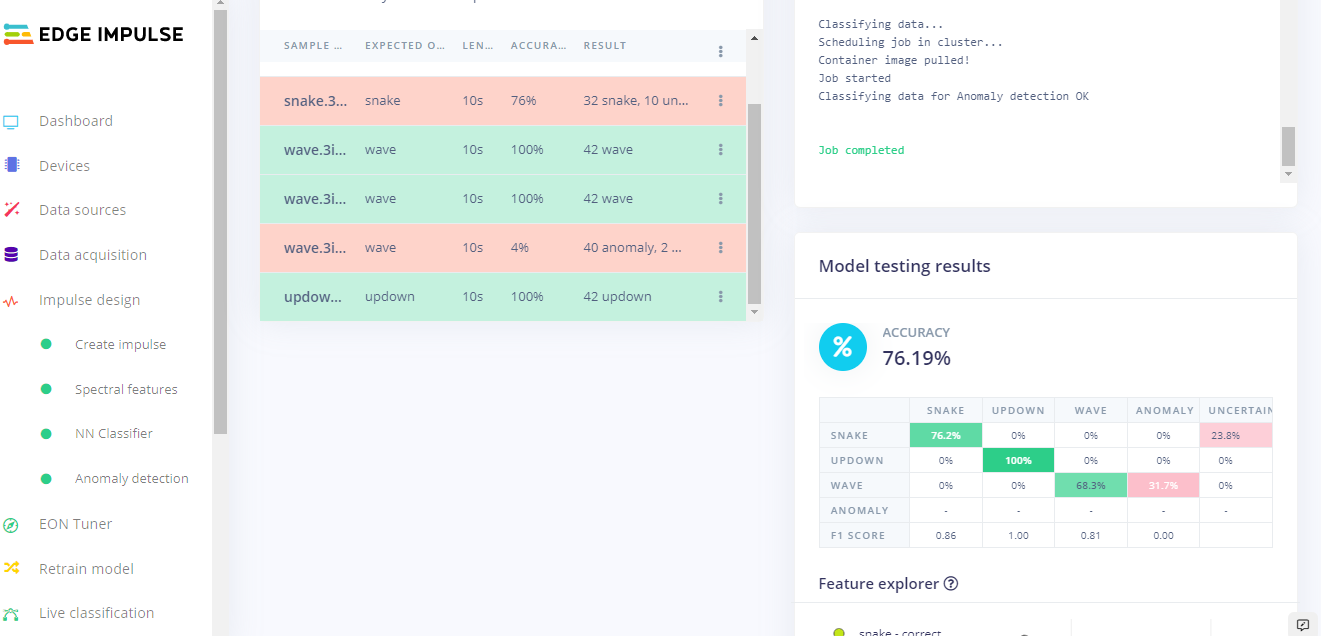 EDGE IMPULSE
Dashboard
Devices
Data sources
Data acquisition
Impulse design
Create impulse
Spectral features
NN Classifier
Anomaly detection
EON Tuner
Retrain model
Live classification
SAMPLE ... EXPECTED O... LEN... ACCURA... RESULT
snake.3... snake 10s 76% 32 snake, 10 un...
wave.3i... wave 10s 100% 42 wave
wave.3i... wave 10s 100% 42 wave
wave.3i... wave 10s 4% 40 anomaly, 2 ...
updow... updown 10s 100% 42 updown
Classifying data...
Scheduling job in cluster...
Container image pulled!
Job started
Classifying data for Anomaly detection OK
Job completed
Model testing results
%
ACCURACY
76.19%
SNAKE UPDOWN WAVE ANOMALY UNCERTAIN
SNAKE 76.2% 0% 0% 0% 23.8%
UPDOWN 0% 100% 0% 0% 0%
WAVE 0% 0% 68.3% 31.7% 0%
ANOMALY - - - - -
F1 SCORE 0.86 1.00 0.81 0.00
Feature explorer ?
snake - correct